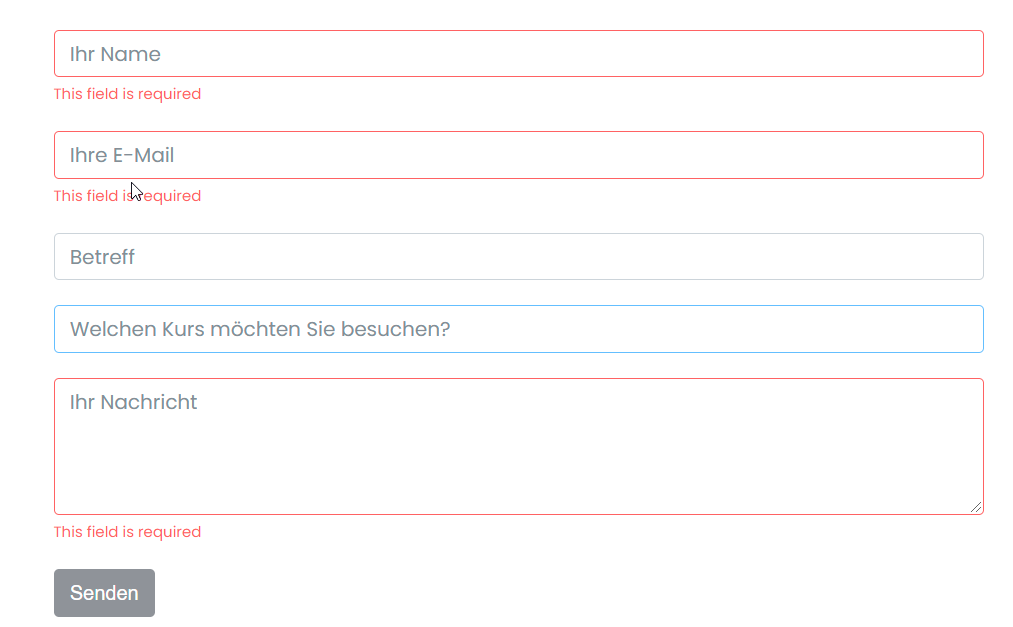 Ihr Name
This field is required
Ihre E-Mail
This field is required
Betreff
Welchen Kurs möchten Sie besuchen?
Ihr Nachricht
This field is required
Senden